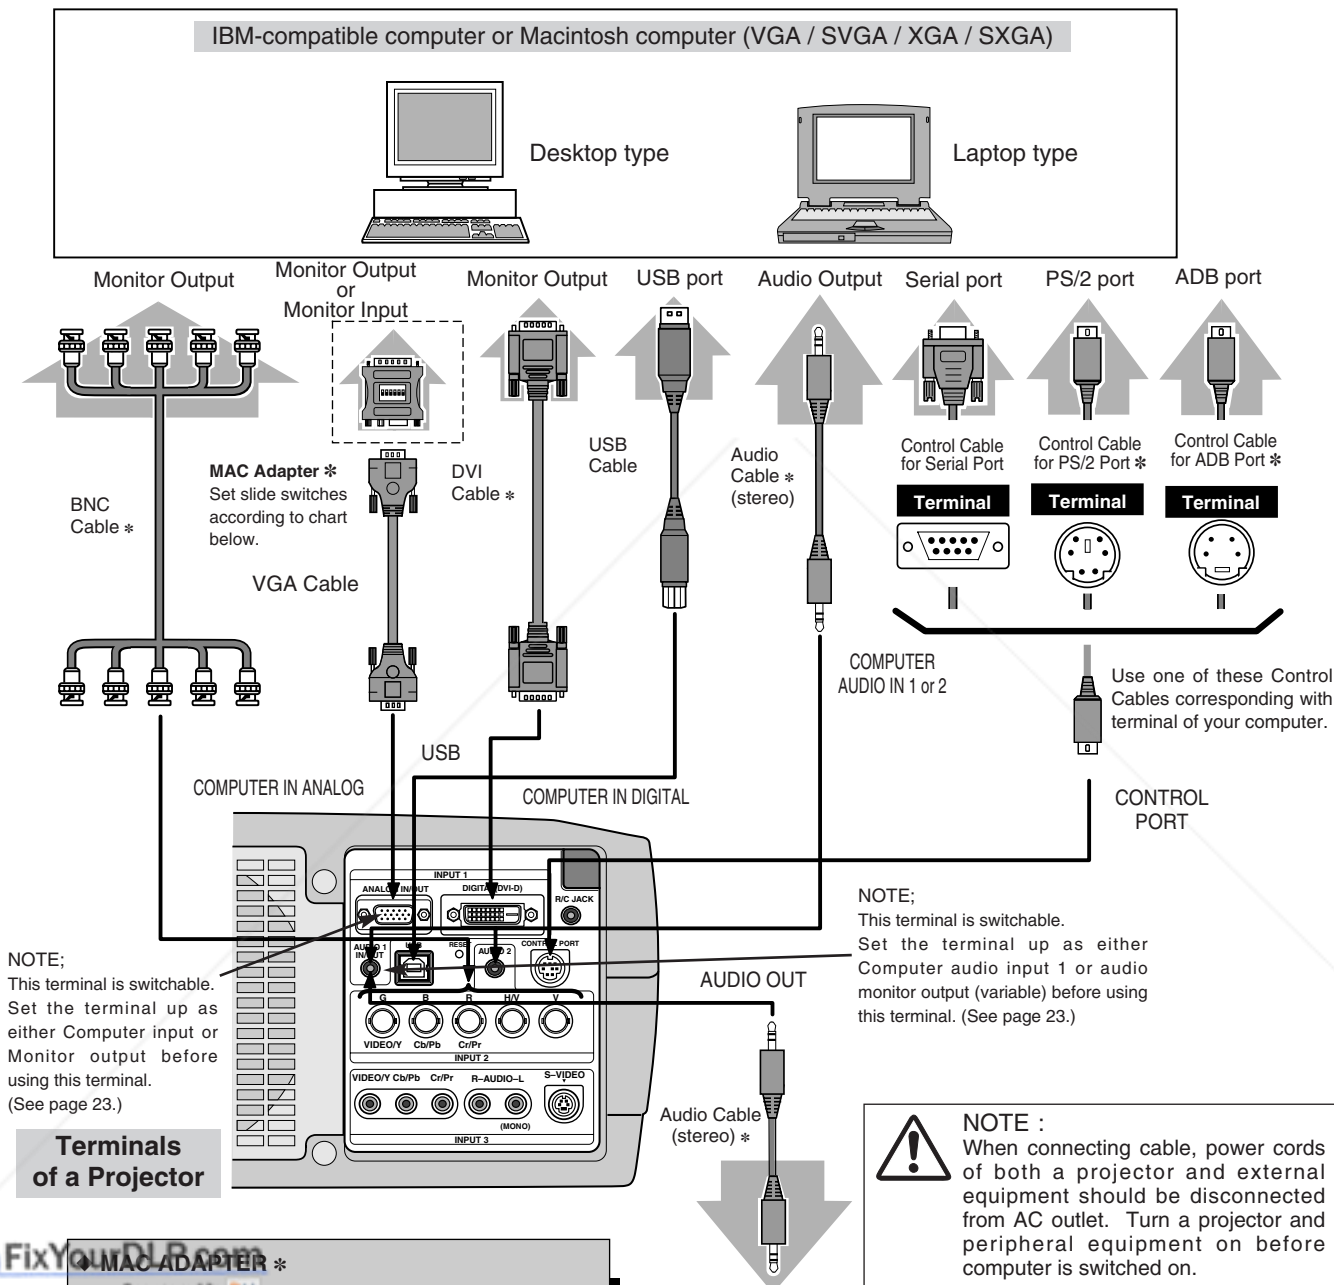 IBM-compatible computer or Macintosh computer (VGA / SVGA / XGA / SXGA)
Desktop type
Laptop type
Monitor Output
Monitor Output
or
Monitor Input
Monitor Output
USB port
Audio Output
Serial port
PS/2 port
ADB port
BNC
Cable *
MAC Adapter *
Set slide switches
according to chart
below.
VGA Cable
DVI
Cable *
USB
Cable
Audio
Cable *
(stereo)
Control Cable
for Serial Port
Control Cable
for PS/2 Port *
Control Cable
for ADB Port *
Terminal
Terminal
Terminal
COMPUTER
AUDIO IN 1 or 2
Use one of these Control
Cables corresponding with
terminal of your computer.
USB
COMPUTER IN ANALOG
COMPUTER IN DIGITAL
CONTROL
PORT
INPUT 1
ANALOG IN/OUT
DIGITAL (DVI-D)
R/C JACK
AUDIO 1
IN/OUT
USB
RESET
AUDIO 2
CONTROL PORT
G B R H/V V
VIDEO/Y Cb/Pb Cr/Pr
INPUT 2
VIDEO/Y Cb/Pb Cr/Pr R–AUDIO–L S–VIDEO
(MONO)
INPUT 3
NOTE;
This terminal is switchable.
Set the terminal up as
either Computer input or
Monitor output before
using this terminal.
(See page 23.)
NOTE;
This terminal is switchable.
Set the terminal up as either
Computer audio input 1 or audio
monitor output (variable) before using
this terminal. (See page 23.)
AUDIO OUT
Audio Cable
(stereo) *
Terminals
of a Projector
NOTE :
When connecting cable, power cords
of both a projector and external
equipment should be disconnected
from AC outlet. Turn a projector and
peripheral equipment on before
computer is switched on.
FixYourDLP.com
◆ MAC ADAPTER *